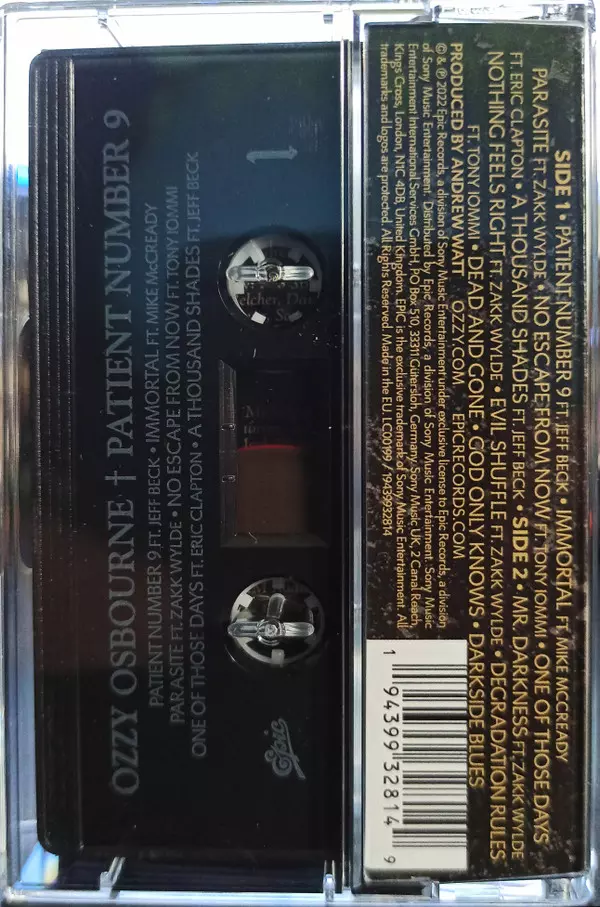 SIDE 1 • PATIENT NUMBER 9 FT. JEFF BECK • IMMORTAL FT. MIKE MCCREADY
PARASITE FT. ZAKK WYLDE • NO ESCAPE FROM NOW FT. TONY IOMMI • ONE OF THOSE DAYS
FT. ERIC CLAPTON • A THOUSAND SHADES FT. JEFF BECK • SIDE 2 • MR. DARKNESS FT. ZAKK WYLDE
NOTHING FEELS RIGHT FT. ZAKK WYLDE • EVIL SHUFFLE FT. ZAKK WYLDE • DEGRADATION RULES
FT. TONY IOMMI • DEAD AND GONE • GOD ONLY KNOWS • DARKSIDE BLUES
PRODUCED BY ANDREW WATT OZZY.COM EPICRECORDS.COM
© & ℗ 2022 Epic Records, a division of Sony Music Entertainment under exclusive license to Epic Records, a division
of Sony Music Entertainment. Distributed by Epic Records, a division of Sony Music Entertainment. Sony Music
Entertainment International Services GmbH, PO Box 510, 33311 Gütersloh, Germany. Sony Music UK, 2 Canal Reach,
Kings Cross, London, N1C 4DB, United Kingdom. EPIC is the exclusive trademark of Sony Music Entertainment. All
trademarks and logos are protected. All Rights Reserved. Made in the EU. LC00199 / 19439932814
1 94399 32814 9
OZZY OSBOURNE † PATIENT NUMBER 9
PATIENT NUMBER 9 FT. JEFF BECK • IMMORTAL FT. MIKE McCREADY
PARASITE FT. ZAKK WYLDE • NO ESCAPE FROM NOW FT. TONY IOMMI
ONE OF THOSE DAYS FT. ERIC CLAPTON • A THOUSAND SHADES FT. JEFF BECK
1
Epic